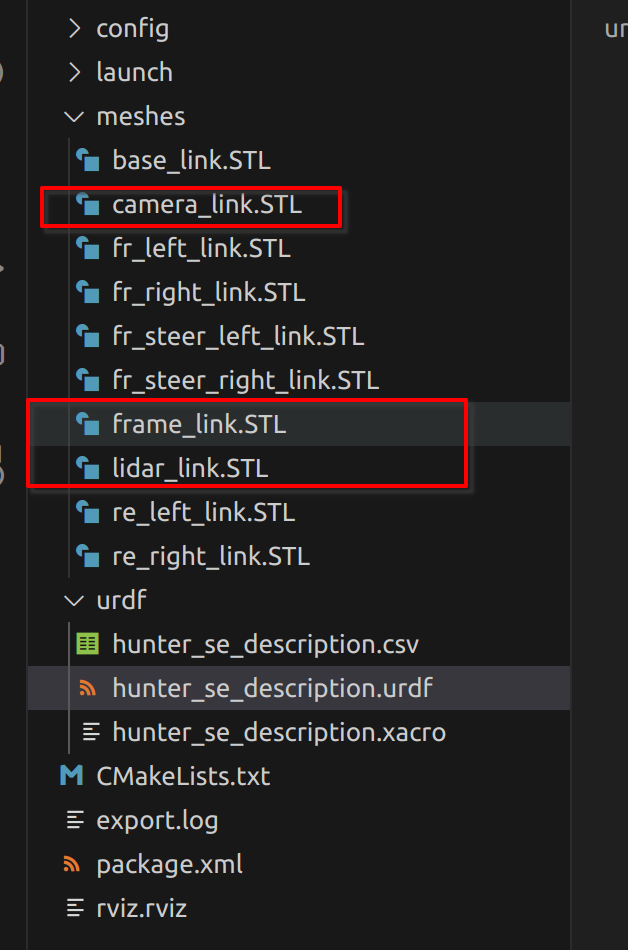 config
ur
launch
meshes
base_link.STL
camera_link.STL
fr_left_link.STL
fr_right_link.STL
fr_steer_left_link.STL
fr_steer_right_link.STL
frame_link.STL
lidar_link.STL
re_left_link.STL
re_right_link.STL
urdf
hunter_se_description.csv
hunter_se_description.urdf
hunter_se_description.xacro
CMakeLists.txt
export.log
package.xml
rviz.rviz